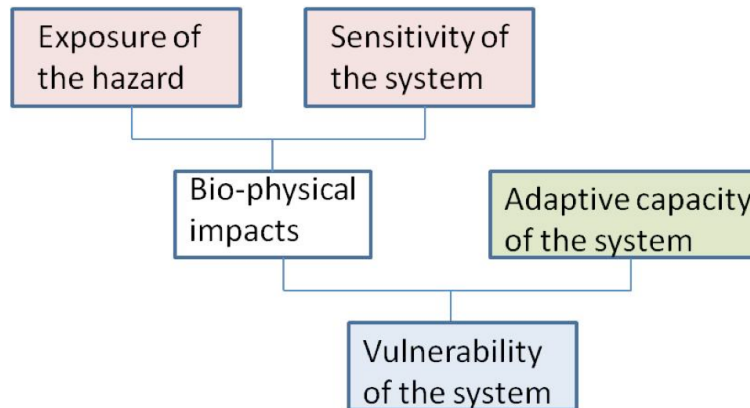 Exposure of
the hazard
Sensitivity of
the system
Bio-physical
impacts
Adaptive capacity
of the system
Vulnerability
of the system